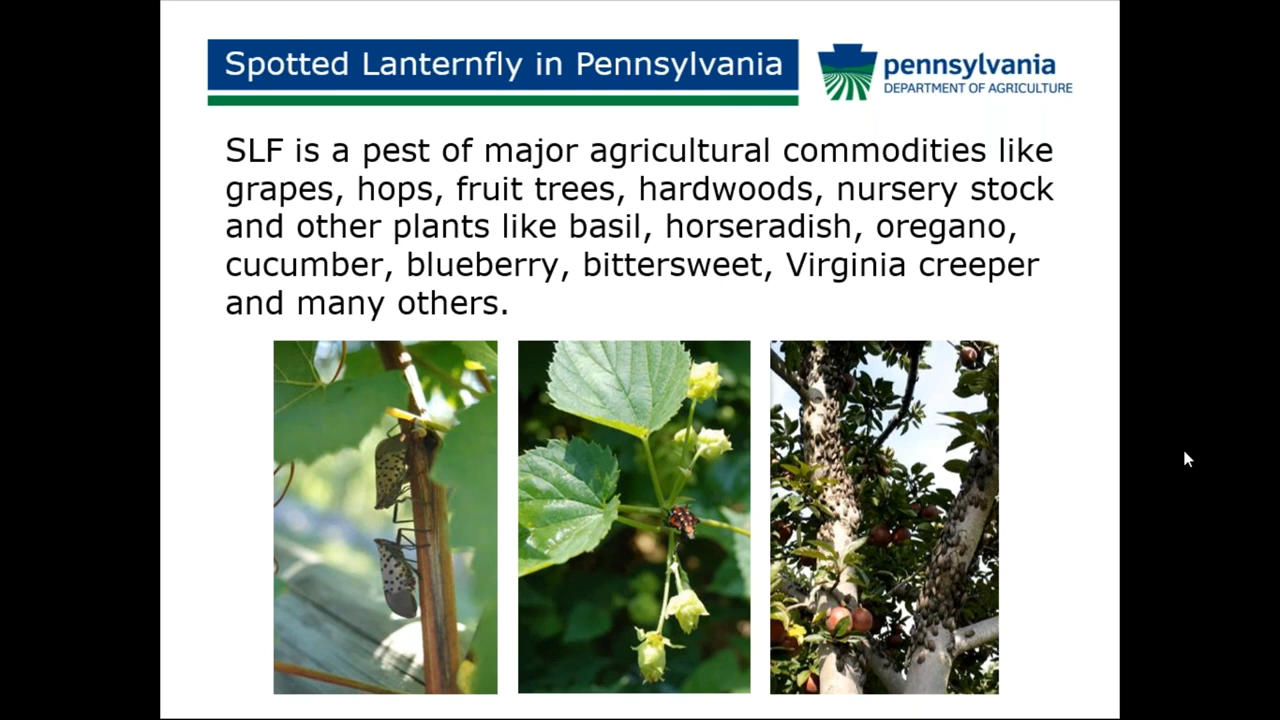 Spotted Lanternfly in Pennsylvania
pennsylvania
DEPARTMENT OF AGRICULTURE
SLF is a pest of major agricultural commodities like
grapes, hops, fruit trees, hardwoods, nursery stock
and other plants like basil, horseradish, oregano,
cucumber, blueberry, bittersweet, Virginia creeper
and many others.